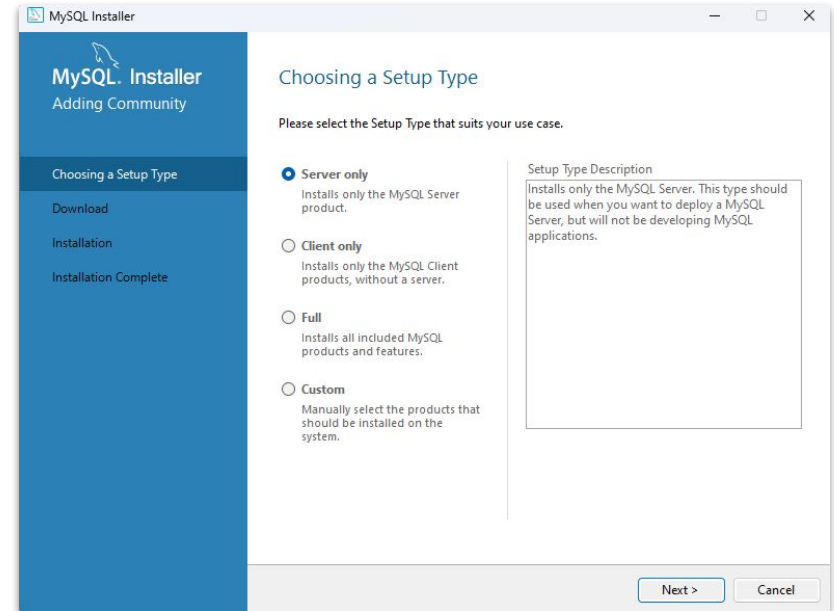 MySQL Installer
MySQL. Installer
Adding Community
Choosing a Setup Type
Download
Installation
Installation Complete
Choosing a Setup Type
Please select the Setup Type that suits your use case.
Server only
Installs only the MySQL Server
product.
Client only
Installs only the MySQL Client
products, without a server.
Full
Installs all included MySQL
products and features.
Custom
Manually select the products that
should be installed on the
system.
Setup Type Description
Installs only the MySQL Server. This type should
be used when you want to deploy a MySQL
Server, but will not be developing MySQL
applications.
Next >
Cancel